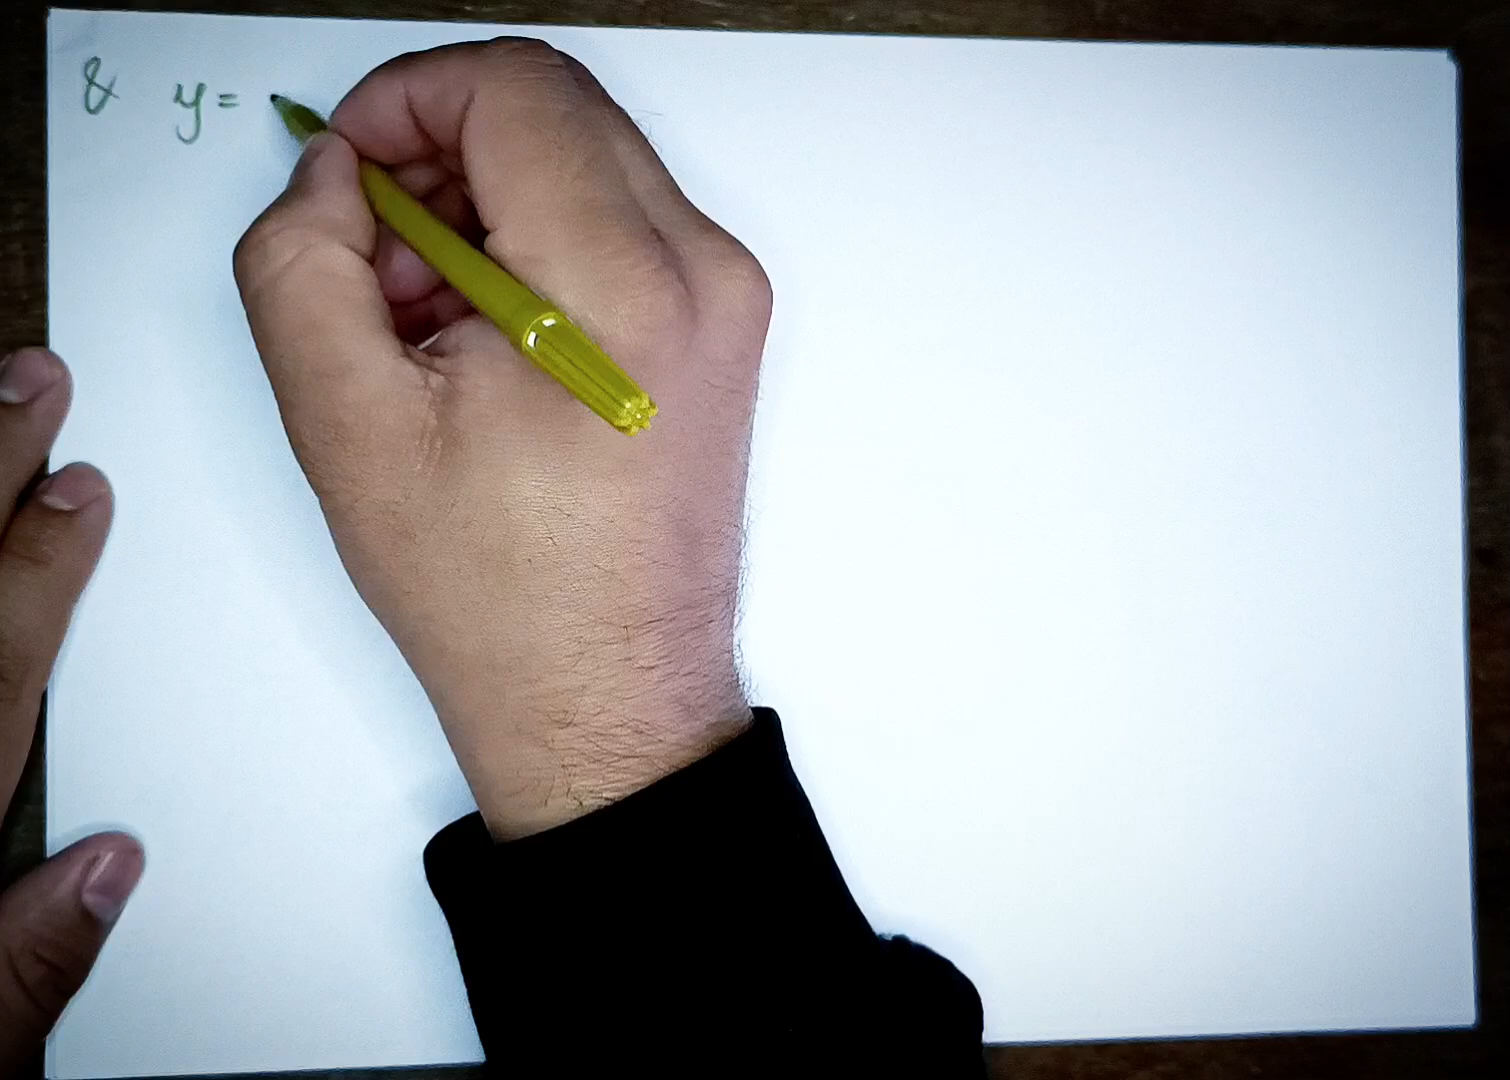 & y =